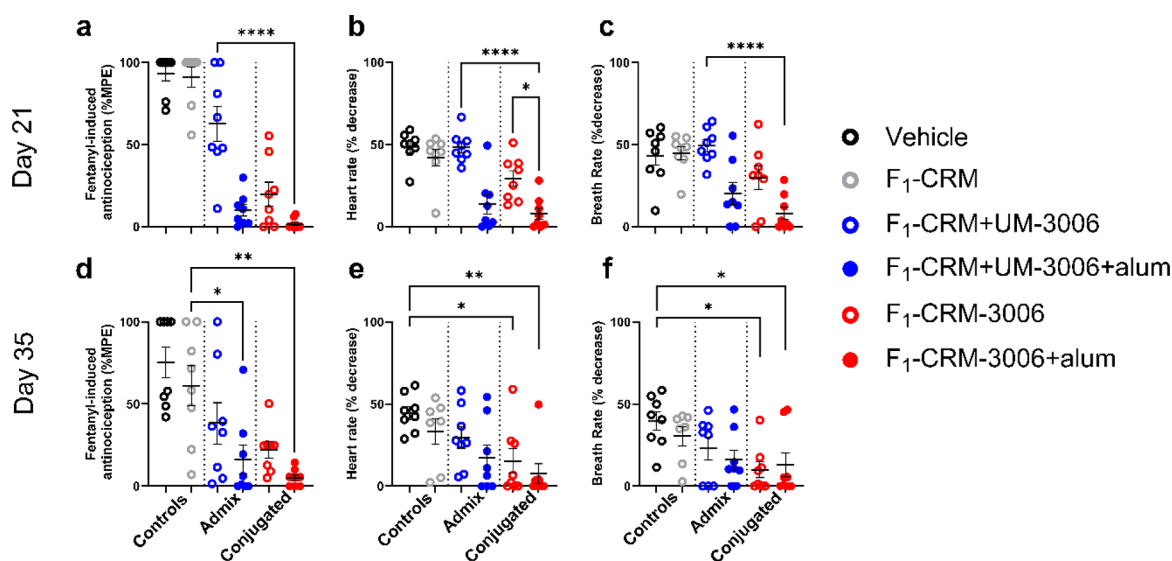 a
b
c
****
****
*
****
Day 21
Fentanyl-induced
antinociception (%MPE)
100
50
0
Heart rate (% decrease)
100
50
0
Breath Rate (%decrease)
100
50
0
Vehicle
F₁-CRM
F₁-CRM+UM-3006
F₁-CRM+UM-3006+alum
F₁-CRM-3006
F₁-CRM-3006+alum
d
e
f
**
*
**
*
*
*
Day 35
Fentanyl-induced
antinociception (%MPE)
100
50
0
Heart rate (% decrease)
100
50
0
Breath Rate (% decrease)
100
50
0
Controls
Admix
Conjugated
Controls
Admix
Conjugated
Controls
Admix
Conjugated